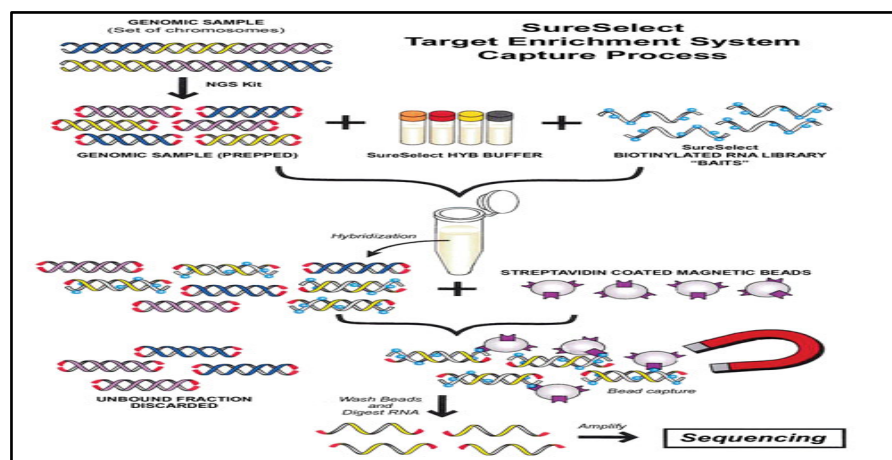 GENOMIC SAMPLE
(Set of chromosomes)
SureSelect
Target Enrichment System
Capture Process
NGS Kit
GENOMIC SAMPLE (PREPPED)
SureSelect HYB BUFFER
SureSelect
BIOTINYLATED RNA LIBRARY
"BAITS"
Hybridization
STREPTAVIDIN COATED MAGNETIC BEADS
UNBOUND FRACTION
DISCARDED
Bead capture
Wash Beads
and
Digest RNA
Amplify
Sequencing